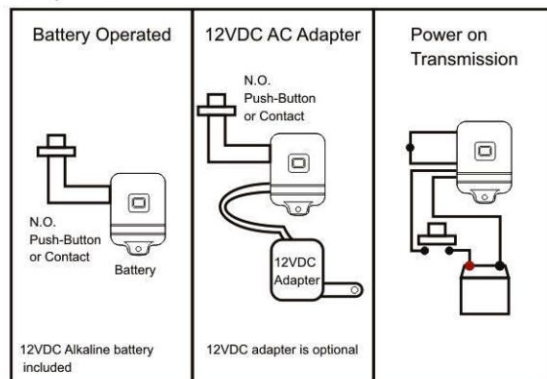 Battery Operated
N.O.
Push-Button
or Contact
Battery
12VDC Alkaline battery
included
12VDC AC Adapter
N.O.
Push-Button
or Contact
12VDC
Adapter
12VDC adapter is optional
Power on
Transmission